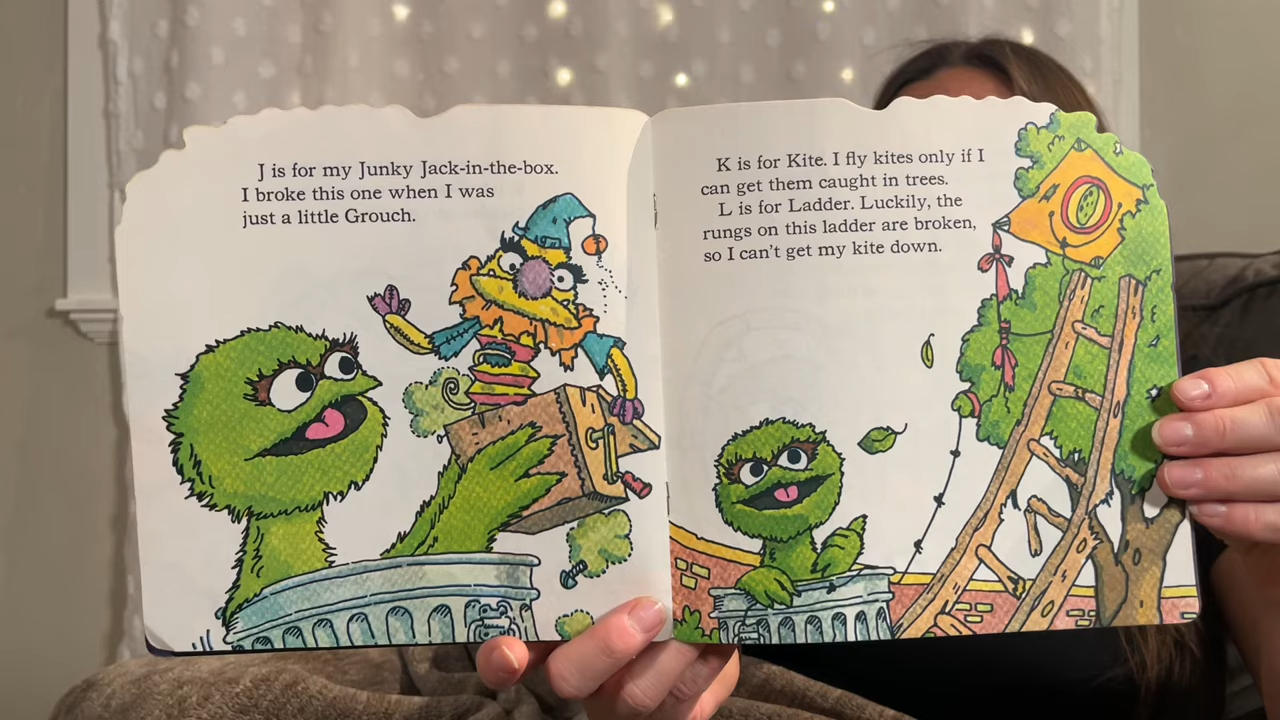 J is for my Junky Jack-in-the-box.
I broke this one when I was
just a little Grouch.
K is for Kite. I fly kites only if I
can get them caught in trees.
L is for Ladder. Luckily, the
rungs on this ladder are broken,
so I can't get my kite down.